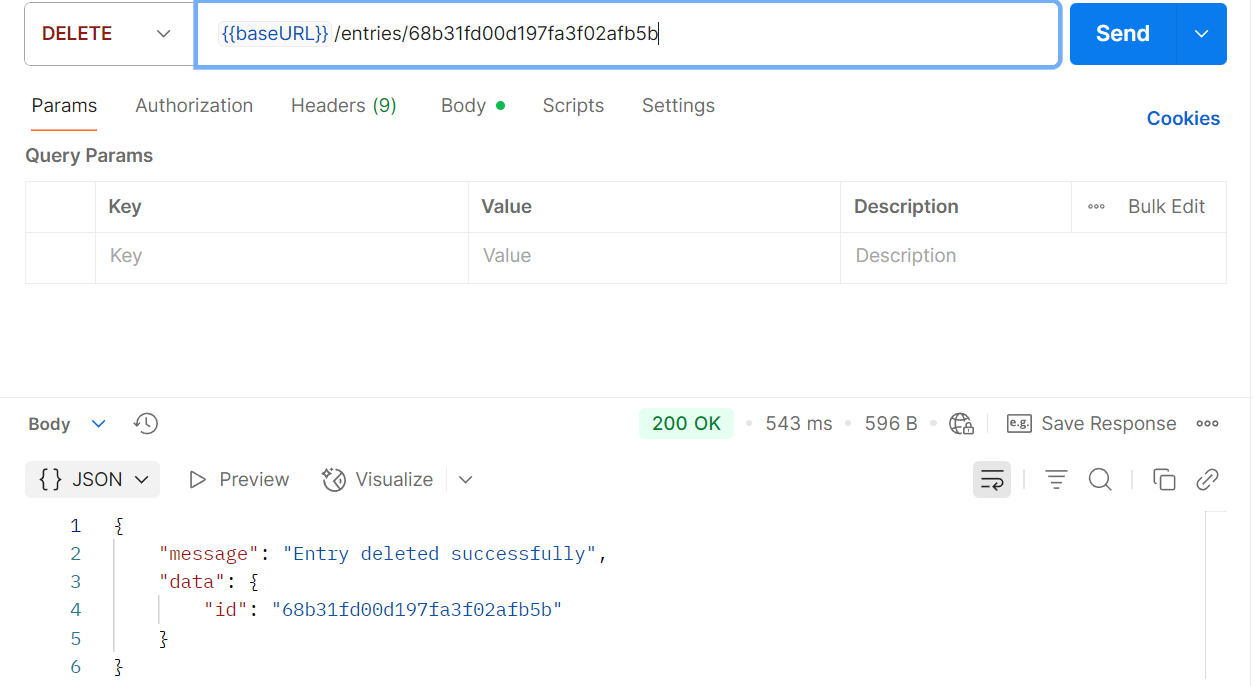 DELETE {{baseURL}} /entries/68b31fd00d197fa3f02afb5b Send
Params Authorization Headers (9) Body Scripts Settings Cookies
Query Params
Key Value Description Bulk Edit
Key Value Description
Body 200 OK 543 ms 596 B e.g. Save Response
{} JSON Preview Visualize
1 {
2 "message": "Entry deleted successfully",
3 "data": {
4 "id": "68b31fd00d197fa3f02afb5b"
5 }
6 }